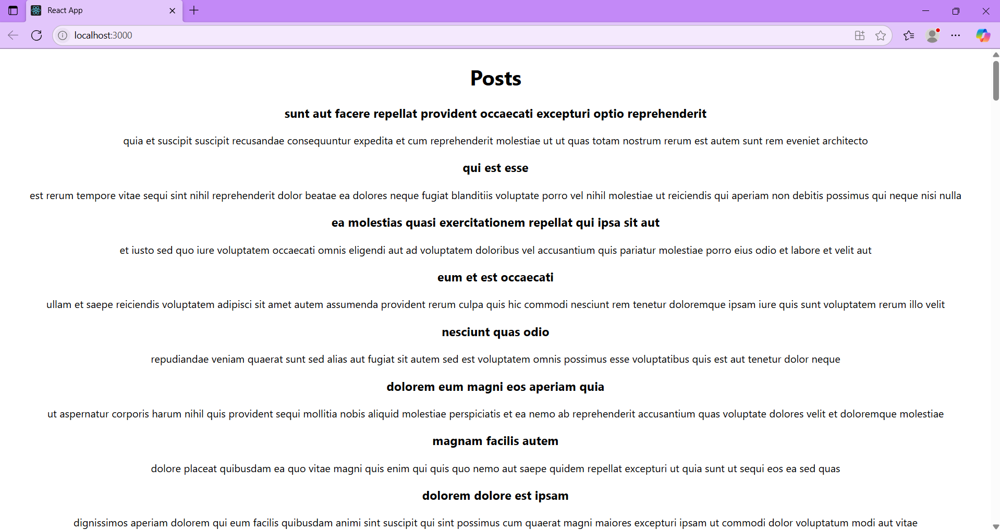 React App
localhost:3000
Posts
sunt aut facere repellat provident occaecati excepturi optio reprehenderit
quia et suscipit suscipit recusandae consequuntur expedita et cum reprehenderit molestiae ut ut quas totam nostrum rerum est autem sunt rem eveniet architecto
qui est esse
est rerum tempore vitae sequi sint nihil reprehenderit dolor beatae ea dolores neque fugiat blanditiis voluptate porro vel nihil molestiae ut reiciendis qui aperiam non debitis possimus qui neque nisi nulla
ea molestias quasi exercitationem repellat qui ipsa sit aut
et iusto sed quo iure voluptatem occaecati omnis eligendi aut ad voluptatem doloribus vel accusantium quis pariatur molestiae porro eius odio et labore et velit aut
eum et est occaecati
ullam et saepe reiciendis voluptatem adipisci sit amet autem assumenda provident rerum culpa quis hic commodi nesciunt rem tenetur doloremque ipsam iure quis sunt voluptatem rerum illo velit
nesciunt quas odio
repudiandae veniam quaerat sunt sed alias aut fugiat sit autem sed est voluptatem omnis possimus esse voluptatibus quis est aut tenetur dolor neque
dolorem eum magni eos aperiam quia
ut aspernatur corporis harum nihil quis provident sequi mollitia nobis aliquid molestiae perspiciatis et ea nemo ab reprehenderit accusantium quas voluptate dolores velit et doloremque molestiae
magnam facilis autem
dolore placeat quibusdam ea quo vitae magni quis enim qui quis quo nemo aut saepe quidem repellat excepturi ut quia sunt ut sequi eos ea sed quas
dolorem dolore est ipsam
dignissimos aperiam dolorem qui eum facilis quibusdam animi sint suscipit qui sint possimus cum quaerat magni maiores excepturi ipsam ut commodi dolor voluptatum modi aut vitae